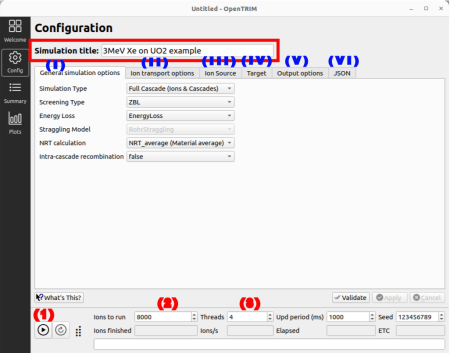 Untitled - OpenTRIM
Welcome
Config
Summary
Plots
Configuration
Simulation title: 3MeV Xe on UO2 example
(I) (II) (III) (IV) (V) (VI)
General simulation options Ion transport options Ion Source Target Output options JSON
Simulation Type Full Cascade (Ions & Cascades)
Screening Type ZBL
Energy Loss EnergyLoss
Straggling Model BohrStraggling
NRT calculation NRT_average (Material average)
Intra-cascade recombination false
What's This? Validate Apply Cancel
(1) (2)
Ions to run 8000 Threads 4 Upd period (ms) 1000 Seed 123456789
Ions finished Ions/s Elapsed ETC